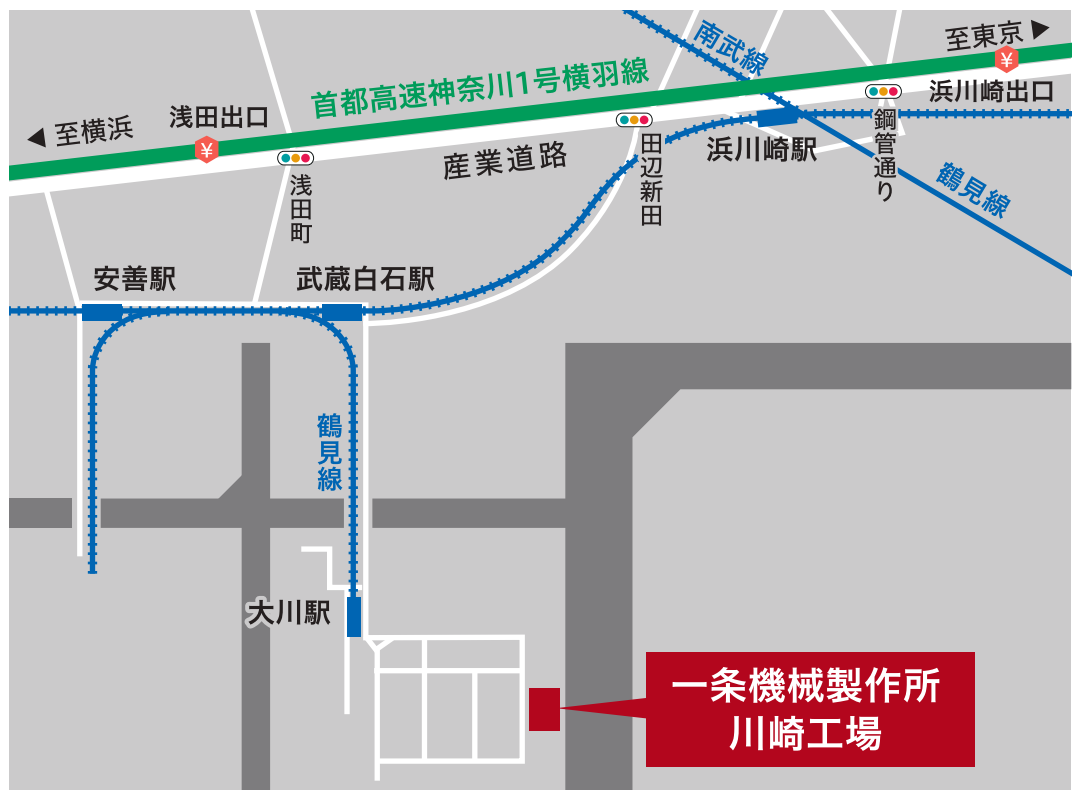 南武線
至東京
¥
首都高速神奈川1号横羽線
浜川崎出口
浅田出口
至横浜
¥
鋼管通り
産業道路
田辺新田
浜川崎駅
浅田町
鶴見線
安善駅
武蔵白石駅
鶴見線
大川駅
一条機械製作所
川崎工場